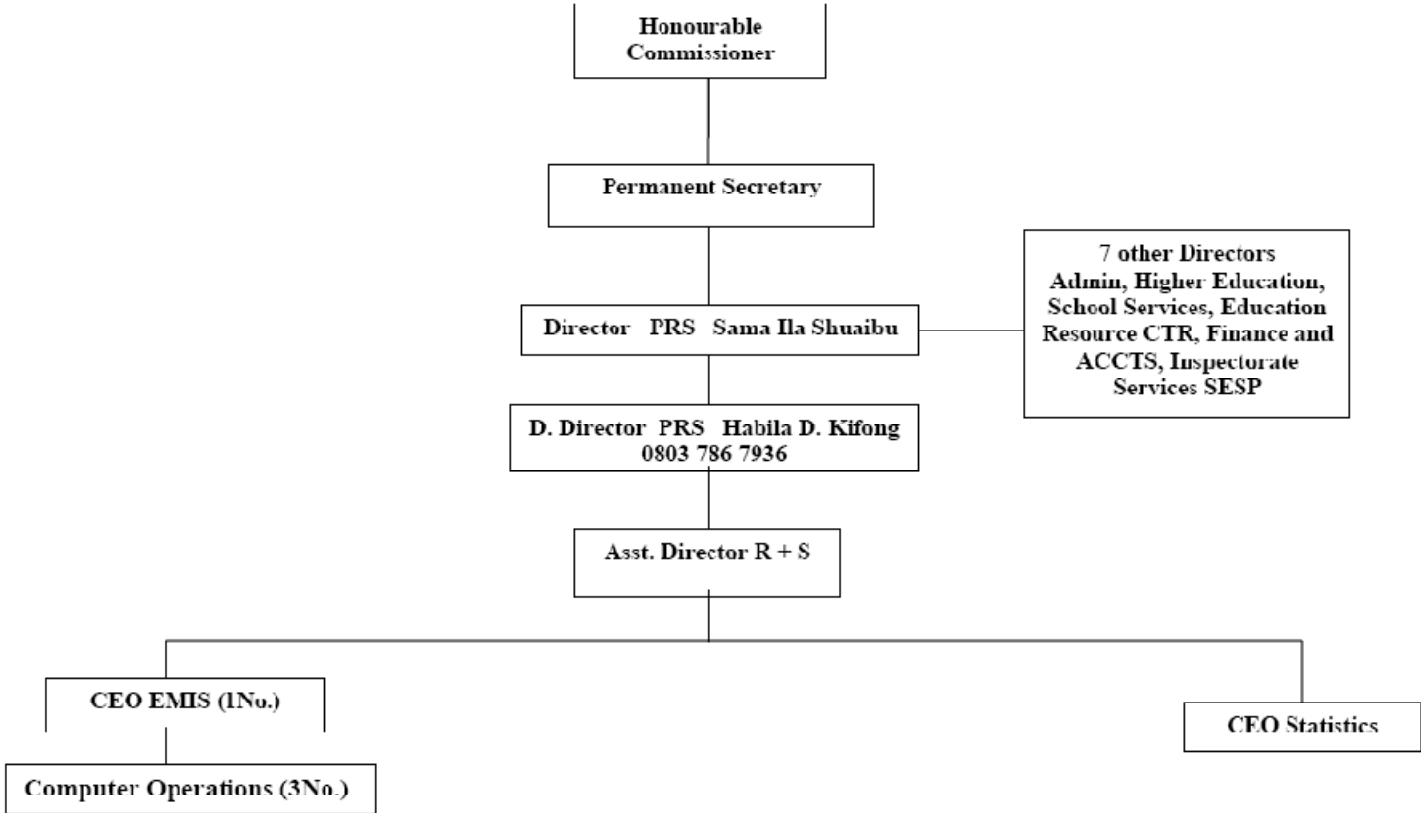 Honourable
Commissioner
Permanent Secretary
7 other Directors
Admin, Higher Education,
School Services, Education
Resource CTR, Finance and
ACCTS, Inspectorate
Services SESP
Director PRS Sama Ila Shuaibu
D. Director PRS Habila D. Kifong
0803 786 7936
Asst. Director R + S
CEO EMIS (1No.)
CEO Statistics
Computer Operations (3No.)